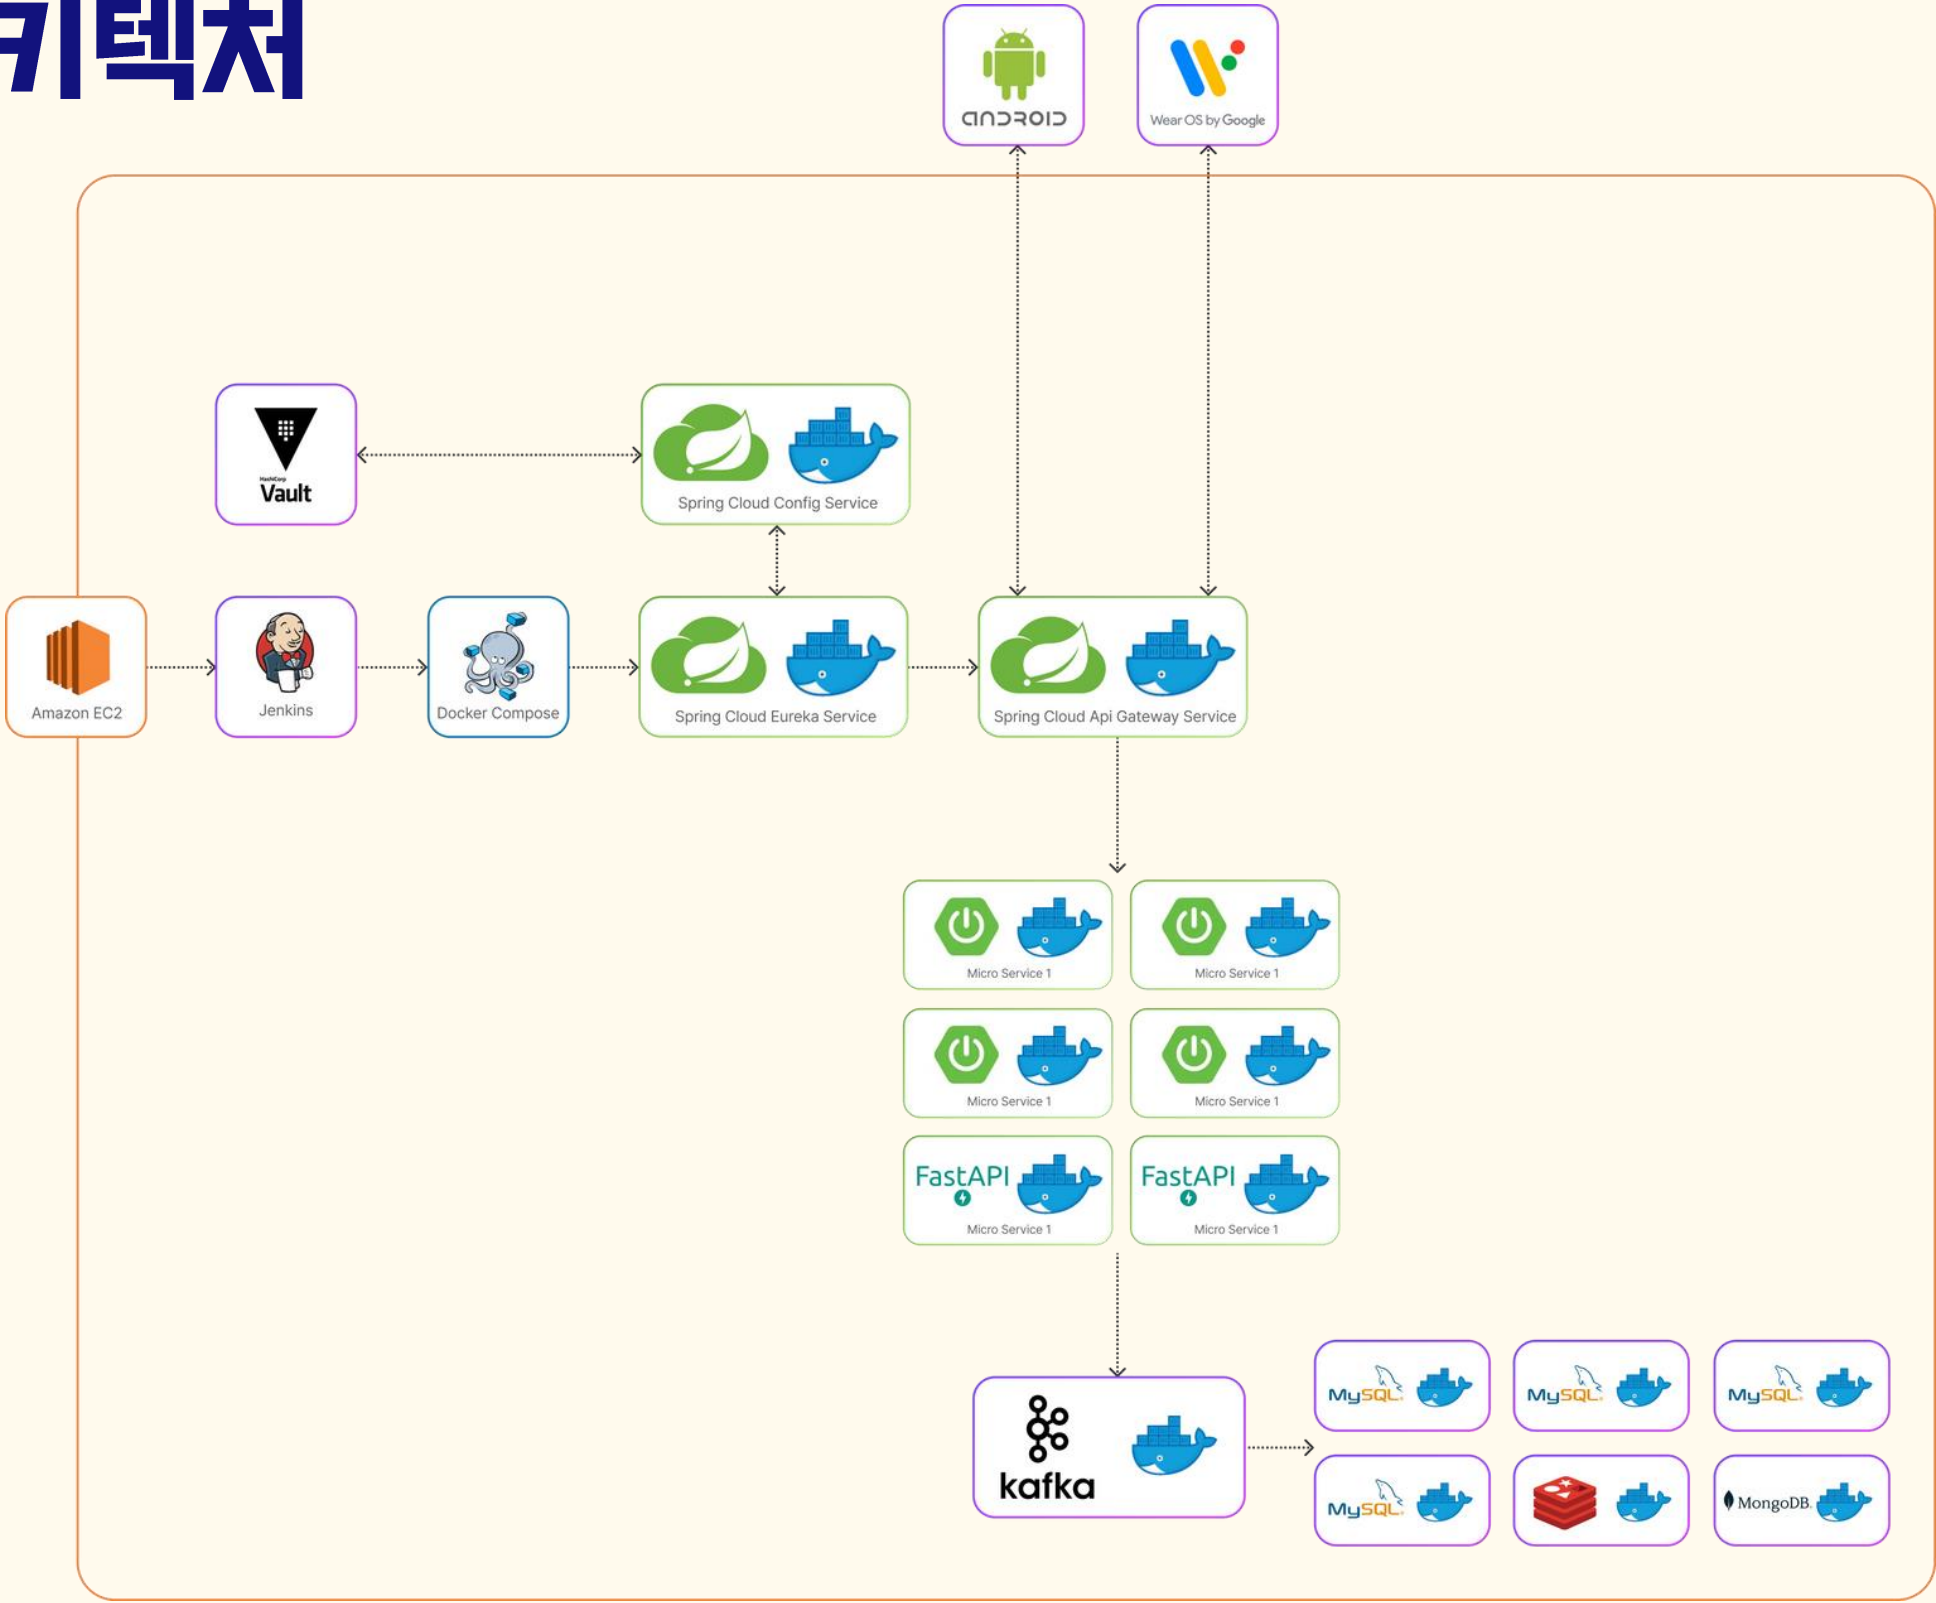 키텍처
android
Wear OS by Google
HashiCorp
Vault
Spring Cloud Config Service
Amazon EC2
Jenkins
Docker Compose
Spring Cloud Eureka Service
Spring Cloud Api Gateway Service
Micro Service 1
Micro Service 1
Micro Service 1
Micro Service 1
FastAPI
Micro Service 1
FastAPI
Micro Service 1
kafka
MySQL
MySQL
MySQL
MySQL
MongoDB